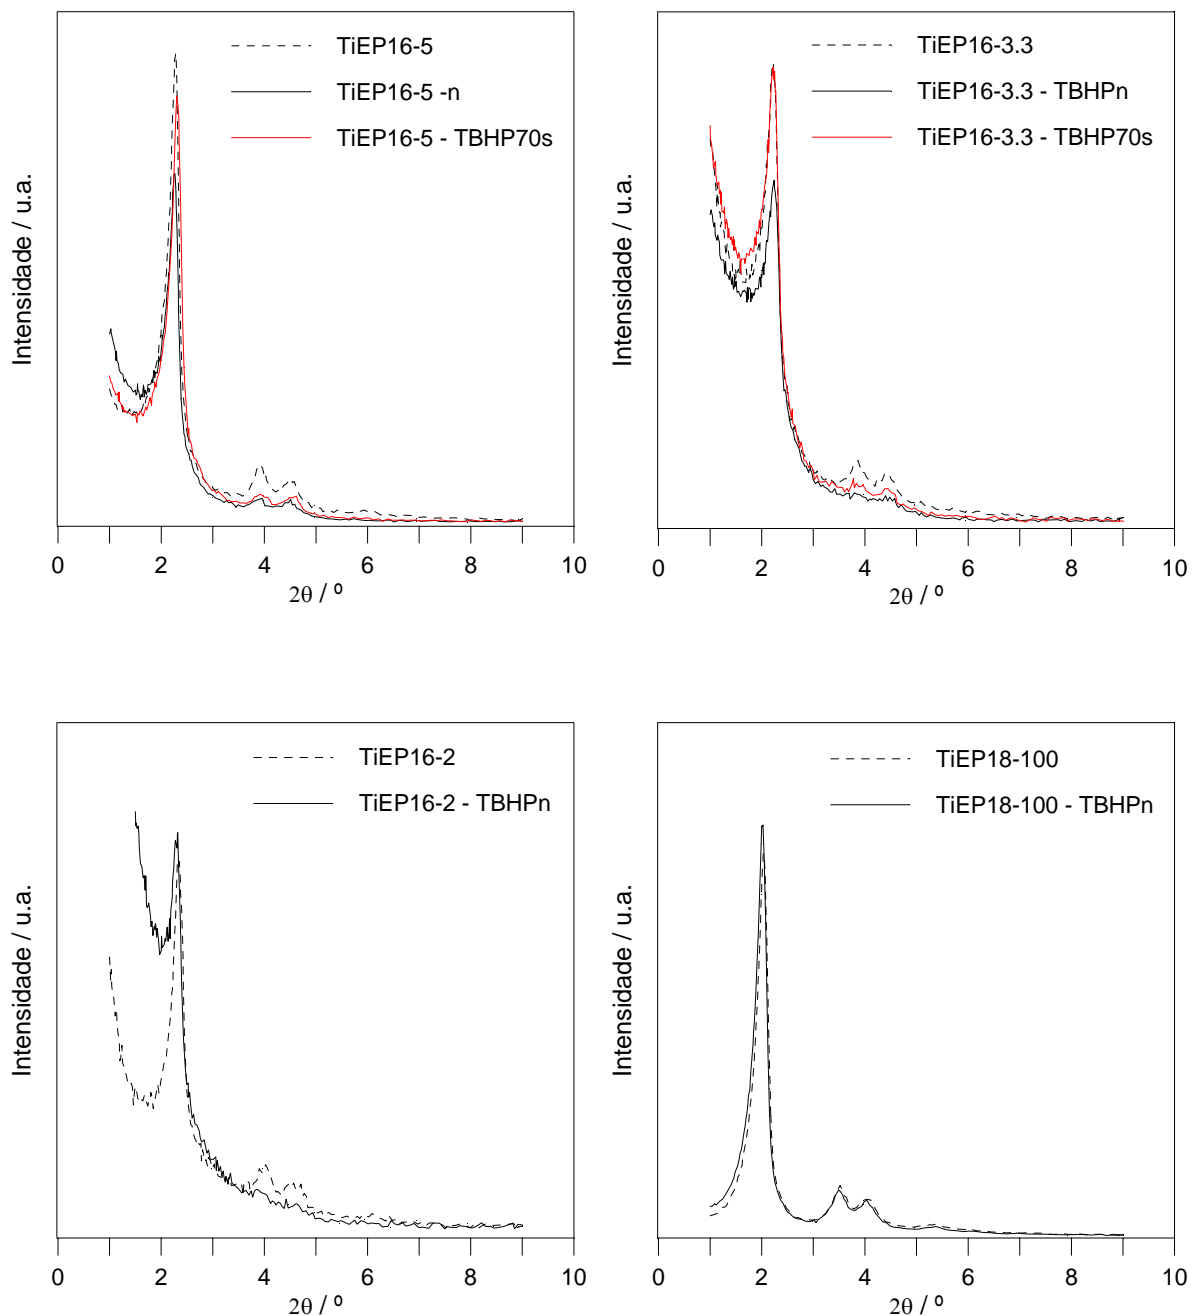 TiEP16-5
TiEP16-5 -n
TiEP16-5 - TBHP70s
Intensidade / u.a.
0 2 4 6 8 10
2θ / º
TiEP16-3.3
TiEP16-3.3 - TBHPn
TiEP16-3.3 - TBHP70s
Intensidade / u.a.
0 2 4 6 8 10
2θ / º
TiEP16-2
TiEP16-2 - TBHPn
Intensidade / u.a.
0 2 4 6 8 10
2θ / º
TiEP18-100
TiEP18-100 - TBHPn
Intensidade / u.a.
0 2 4 6 8 10
2θ / º